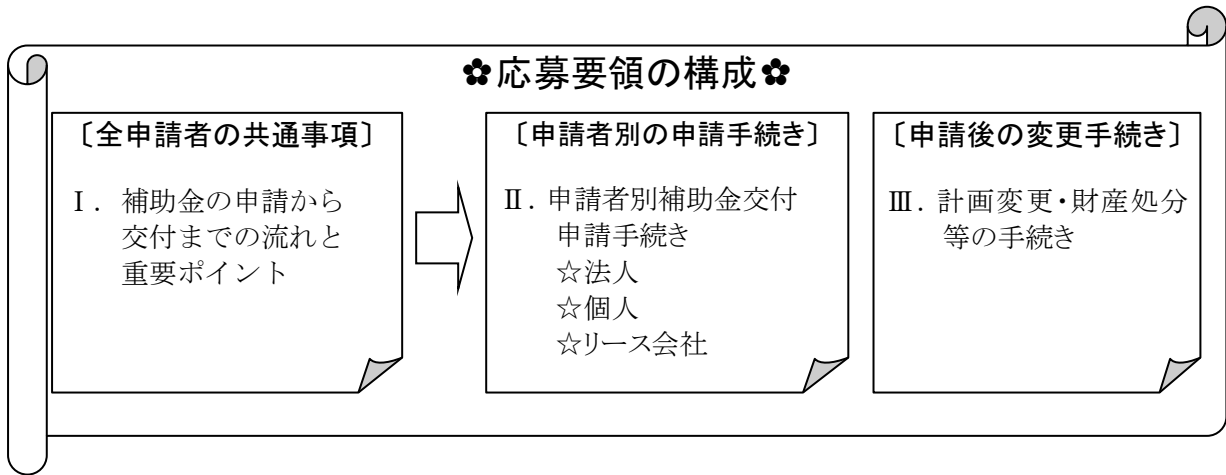 ✿応募要領の構成✿
〔全申請者の共通事項〕
Ⅰ．補助金の申請から
交付までの流れと
重要ポイント
〔申請者別の申請手続き〕
Ⅱ．申請者別補助金交付
申請手続き
☆法人
☆個人
☆リース会社
〔申請後の変更手続き〕
Ⅲ．計画変更・財産処分
等の手続き